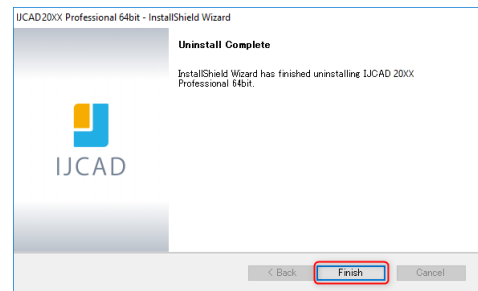 IJCAD20XX Professional 64bit - InstallShield Wizard
Uninstall Complete
InstallShield Wizard has finished uninstalling IJCAD 20XX
Professional 64bit.
IJCAD
< Back
Finish
Cancel